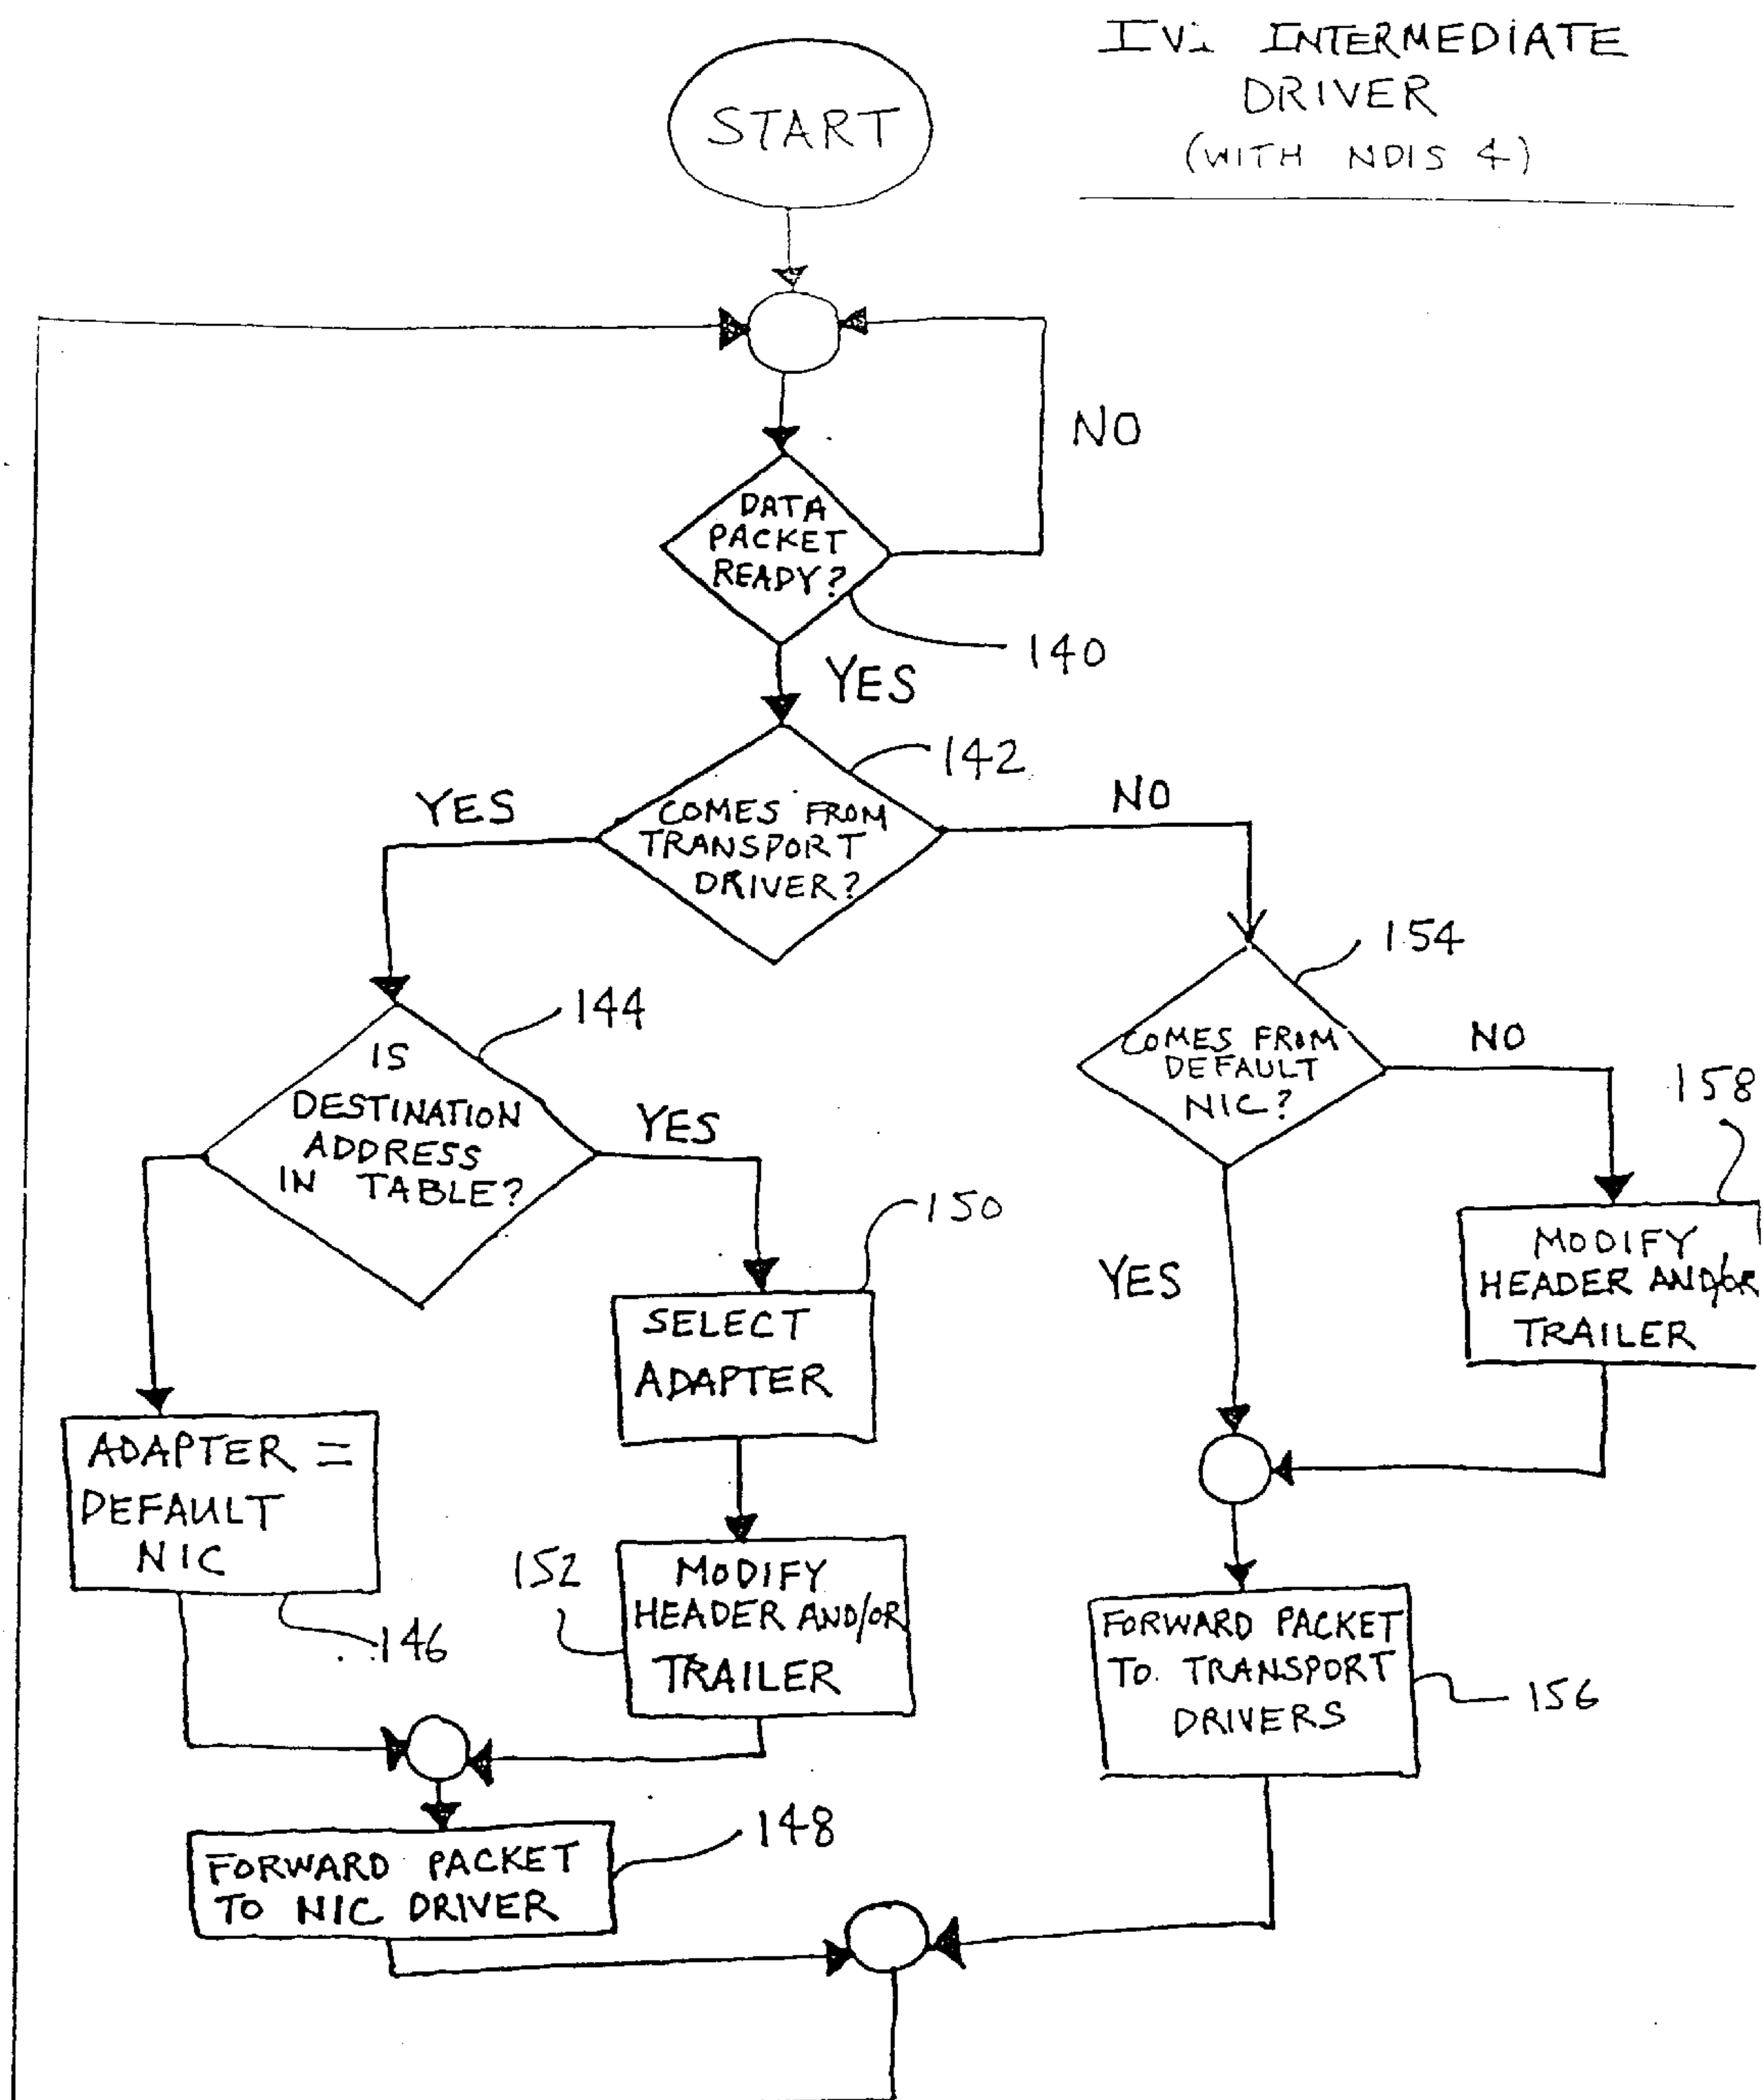 IVi INTERMEDIATE
DRIVER
(WITH NDIS 4)
START
NO
DATA
PACKET
READY?
140
YES
142
YES
COMES FROM
TRANSPORT
DRIVER?
NO
154
144
IS
DESTINATION
ADDRESS
IN TABLE?
YES
COMES FROM
DEFAULT
NIC?
NO
158
150
SELECT
ADAPTER
YES
MODIFY
HEADER AND/OR
TRAILER
ADAPTER =
DEFAULT
NIC
146
152
MODIFY
HEADER AND/OR
TRAILER
FORWARD PACKET
TO TRANSPORT
DRIVERS
156
148
FORWARD PACKET
TO NIC DRIVER